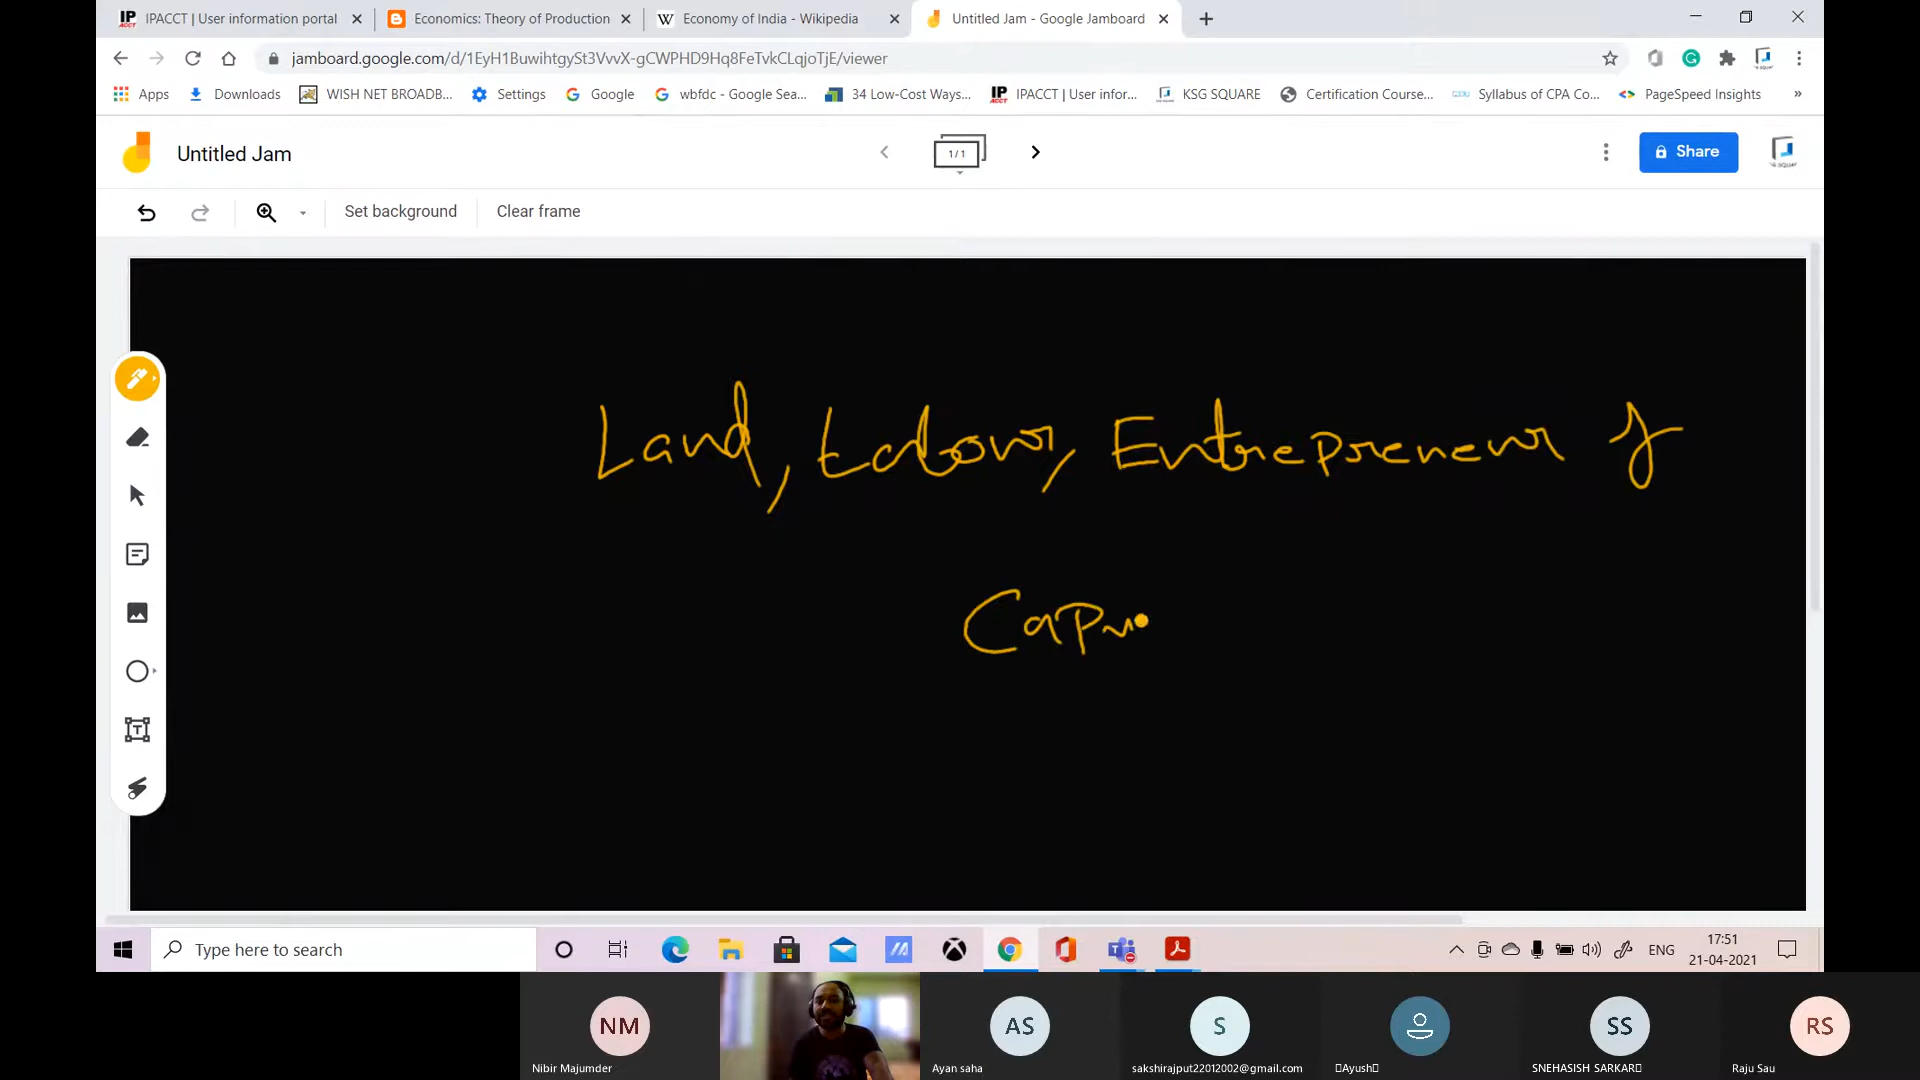 IPACCT | User information portal
Economics: Theory of Production
Economy of India - Wikipedia
Untitled Jam - Google Jamboard
jamboard.google.com/d/1EyH1BuwihtgySt3VvvX-gCWPHD9Hq8FeTvkCLqjoTjE/viewer
Apps
Downloads
WISH NET BROADB...
Settings
Google
wbfdc - Google Sea...
34 Low-Cost Ways...
IPACCT | User infor...
KSG SQUARE
Certification Course...
Syllabus of CPA Co...
PageSpeed Insights
Untitled Jam
1 / 1
Share
Set background
Clear frame
Land, Labour, Entrepreneur &
Cap
Type here to search
ENG
17:51
21-04-2021
NM
AS
S
SS
RS
Nibir Majumder
Ayan saha
sakshirajput22012002@gmail.com
Ayush
SNEHASISH SARKAR
Raju Sau